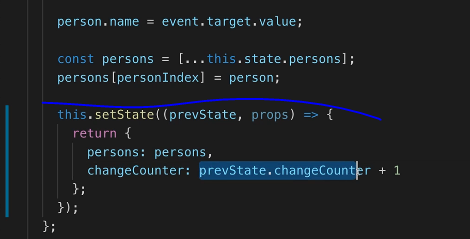 person.name = event.target.value;
const persons = [...this.state.persons];
persons[personIndex] = person;
this.setState((prevState, props) => {
return {
persons: persons,
changeCounter: prevState.changeCounter + 1
};
});
};